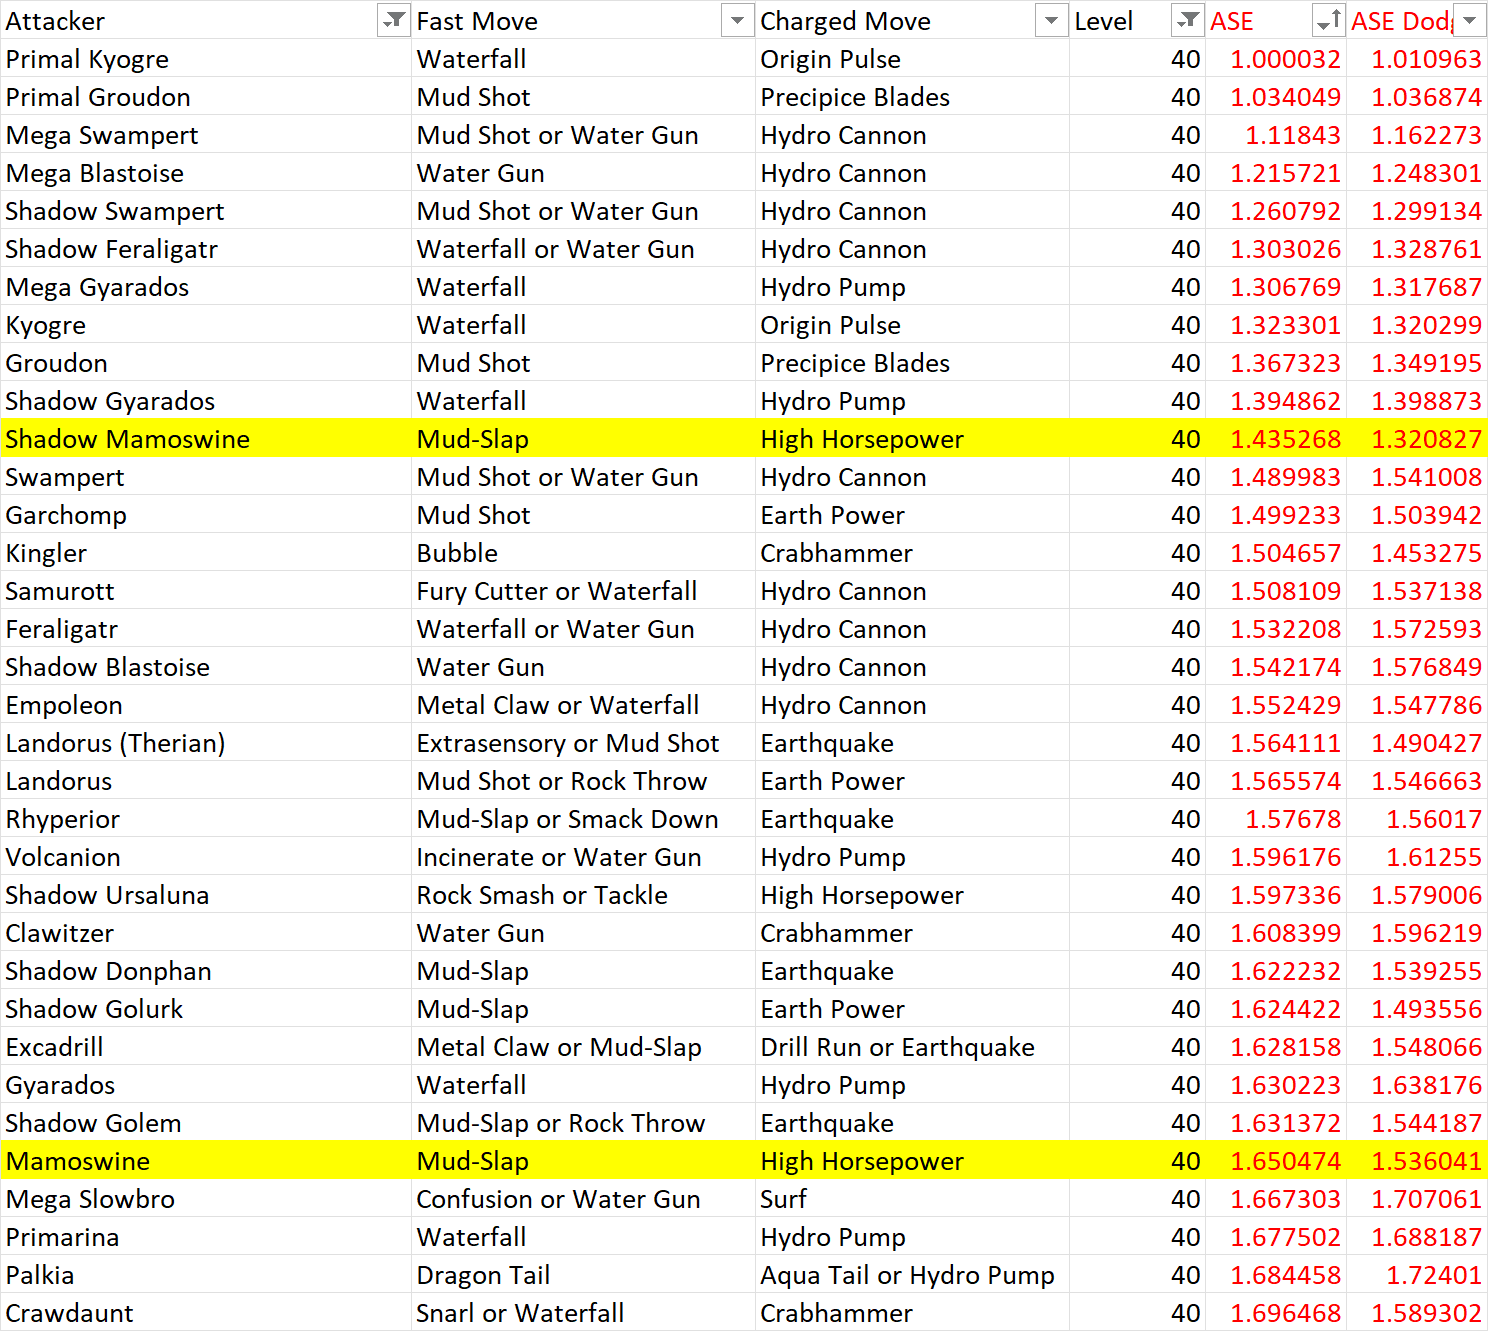 Attacker Fast Move Charged Move Level ASE ASE Dodg
Primal Kyogre Waterfall Origin Pulse 40 1.000032 1.010963
Primal Groudon Mud Shot Precipice Blades 40 1.034049 1.036874
Mega Swampert Mud Shot or Water Gun Hydro Cannon 40 1.11843 1.162273
Mega Blastoise Water Gun Hydro Cannon 40 1.215721 1.248301
Shadow Swampert Mud Shot or Water Gun Hydro Cannon 40 1.260792 1.299134
Shadow Feraligatr Waterfall or Water Gun Hydro Cannon 40 1.303026 1.328761
Mega Gyarados Waterfall Hydro Pump 40 1.306769 1.317687
Kyogre Waterfall Origin Pulse 40 1.323301 1.320299
Groudon Mud Shot Precipice Blades 40 1.367323 1.349195
Shadow Gyarados Waterfall Hydro Pump 40 1.394862 1.398873
Shadow Mamoswine Mud-Slap High Horsepower 40 1.435268 1.320827
Swampert Mud Shot or Water Gun Hydro Cannon 40 1.489983 1.541008
Garchomp Mud Shot Earth Power 40 1.499233 1.503942
Kingler Bubble Crabhammer 40 1.504657 1.453275
Samurott Fury Cutter or Waterfall Hydro Cannon 40 1.508109 1.537138
Feraligatr Waterfall or Water Gun Hydro Cannon 40 1.532208 1.572593
Shadow Blastoise Water Gun Hydro Cannon 40 1.542174 1.576849
Empoleon Metal Claw or Waterfall Hydro Cannon 40 1.552429 1.547786
Landorus (Therian) Extrasensory or Mud Shot Earthquake 40 1.564111 1.490427
Landorus Mud Shot or Rock Throw Earth Power 40 1.565574 1.546663
Rhyperior Mud-Slap or Smack Down Earthquake 40 1.57678 1.56017
Volcanion Incinerate or Water Gun Hydro Pump 40 1.596176 1.61255
Shadow Ursaluna Rock Smash or Tackle High Horsepower 40 1.597336 1.579006
Clawitzer Water Gun Crabhammer 40 1.608399 1.596219
Shadow Donphan Mud-Slap Earthquake 40 1.622232 1.539255
Shadow Golurk Mud-Slap Earth Power 40 1.624422 1.493556
Excadrill Metal Claw or Mud-Slap Drill Run or Earthquake 40 1.628158 1.548066
Gyarados Waterfall Hydro Pump 40 1.630223 1.638176
Shadow Golem Mud-Slap or Rock Throw Earthquake 40 1.631372 1.544187
Mamoswine Mud-Slap High Horsepower 40 1.650474 1.536041
Mega Slowbro Confusion or Water Gun Surf 40 1.667303 1.707061
Primarina Waterfall Hydro Pump 40 1.677502 1.688187
Palkia Dragon Tail Aqua Tail or Hydro Pump 40 1.684458 1.72401
Crawdaunt Snarl or Waterfall Crabhammer 40 1.696468 1.589302